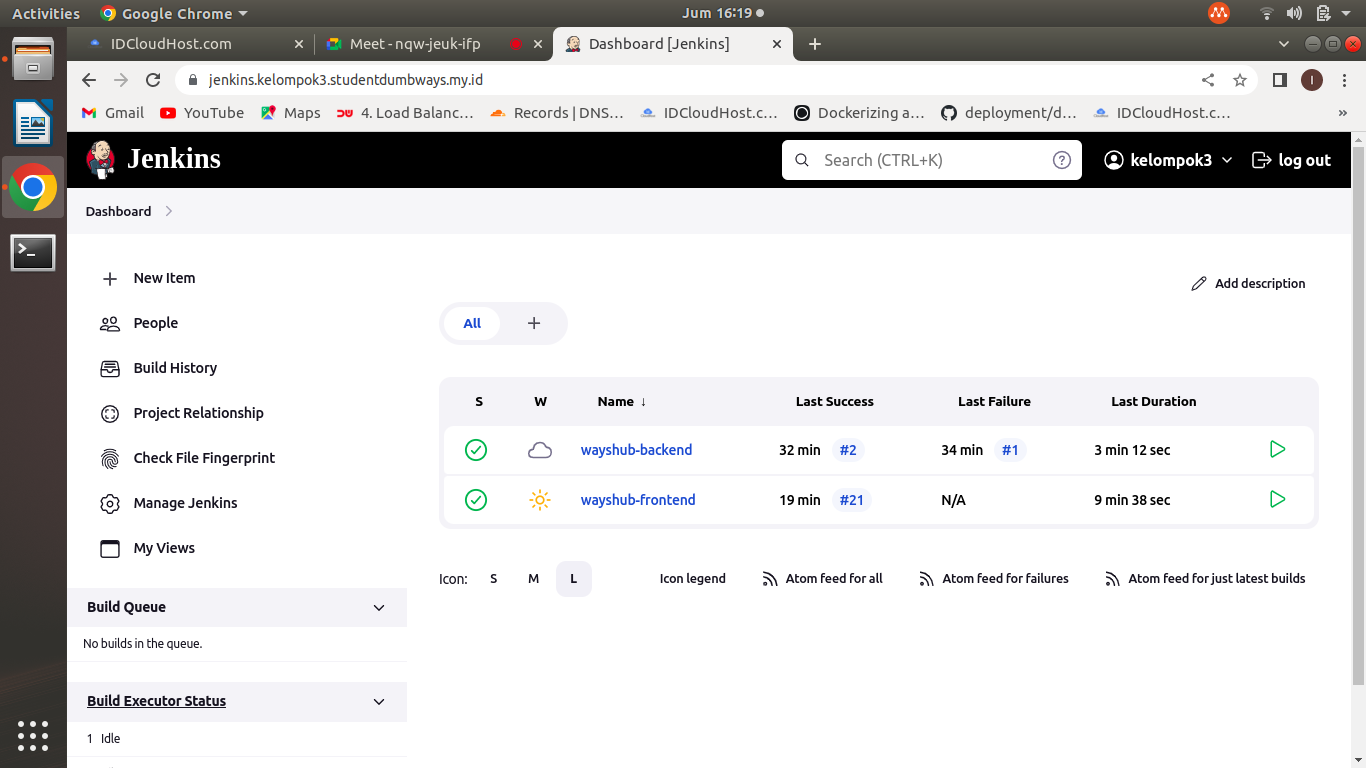 Activities Google Chrome Jum 16:19
IDCloudHost.com Meet - nqw-jeuk-ifp Dashboard [Jenkins]
jenkins.kelompok3.studentdumbways.my.id
Gmail YouTube Maps 4. Load Balanc… Records | DNS… IDCloudHost.c… Dockerizing a… deployment/d… IDCloudHost.c… »
Jenkins Search (CTRL+K) kelompok3 log out
Dashboard
New Item
Add description
People
All +
Build History
Project Relationship
Check File Fingerprint
Manage Jenkins
My Views
S W Name ↓ Last Success Last Failure Last Duration
wayshub-backend 32 min #2 34 min #1 3 min 12 sec
wayshub-frontend 19 min #21 N/A 9 min 38 sec
Icon: S M L Icon legend Atom feed for all Atom feed for failures Atom feed for just latest builds
Build Queue
No builds in the queue.
Build Executor Status
1 Idle